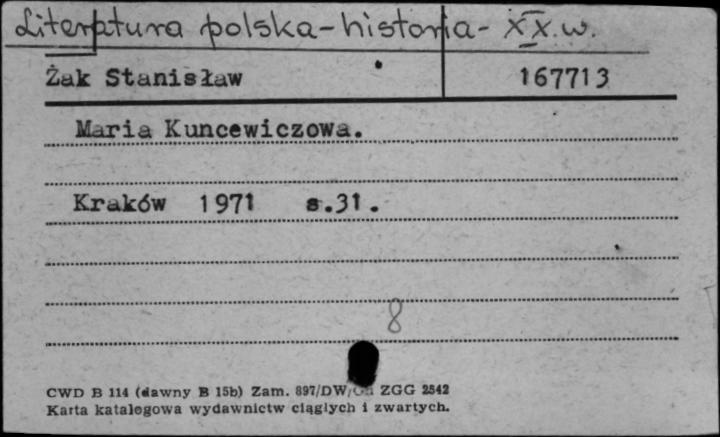 Literatura polska - historia - XX.w.
Żak Stanisław 167713
Maria Kuncewiczowa.
Kraków 1971 s.31.
8
CWD B 114 (dawny B 15b) Zam. 897/DW/ ZGG 2542
Karta katalogowa wydawnictw ciągłych i zwartych.